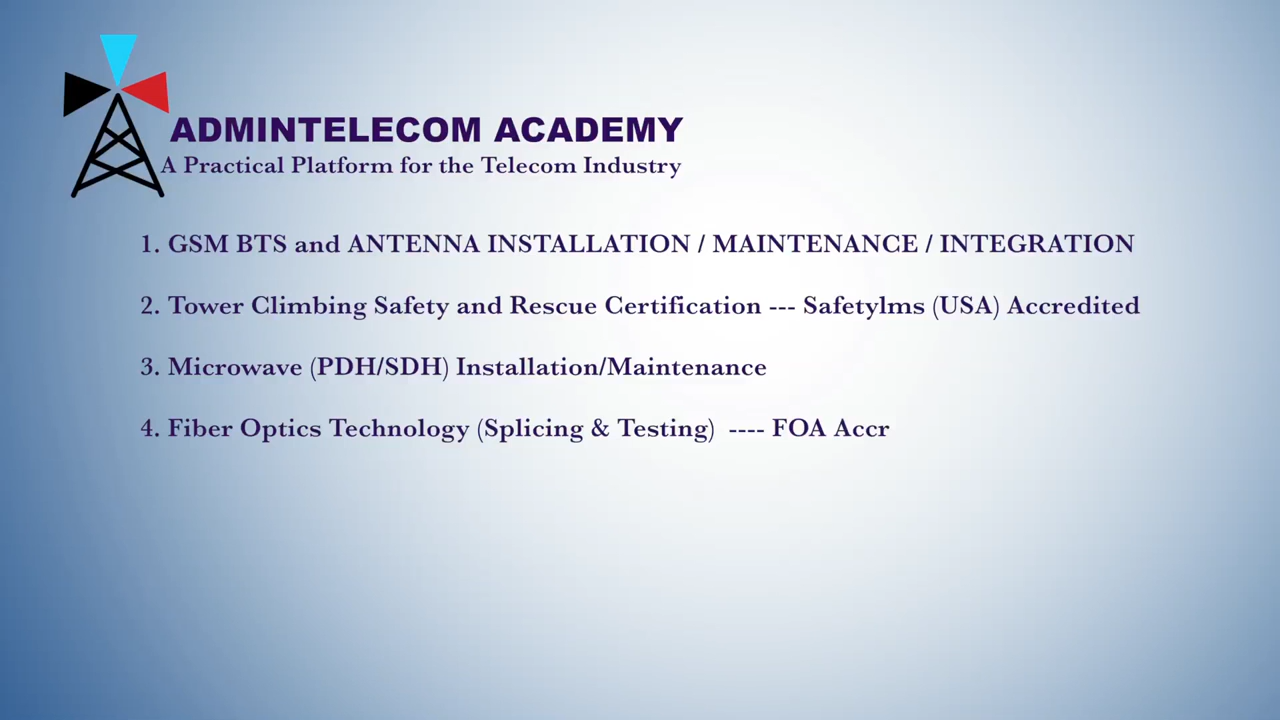 ADMINTELECOM ACADEMY
A Practical Platform for the Telecom Industry
1. GSM BTS and ANTENNA INSTALLATION / MAINTENANCE / INTEGRATION
2. Tower Climbing Safety and Rescue Certification --- Safetylms (USA) Accredited
3. Microwave (PDH/SDH) Installation/Maintenance
4. Fiber Optics Technology (Splicing & Testing) ---- FOA Accr